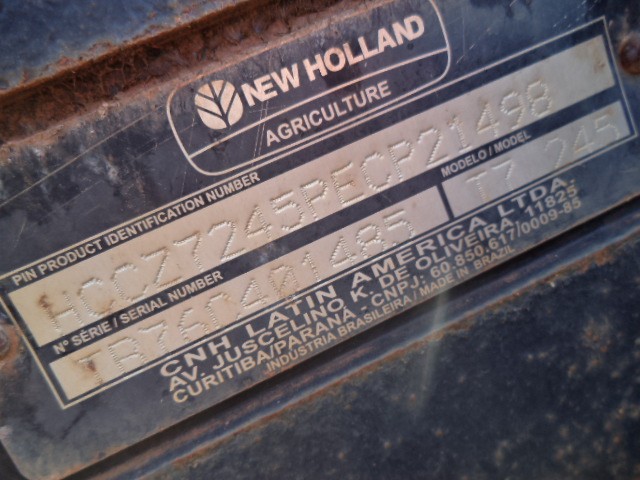 NEW HOLLAND
AGRICULTURE
PIN PRODUCT IDENTIFICATION NUMBER
HCCZ7245PECP21498
Nº SÉRIE / SERIAL NUMBER
MODELO / MODEL
TB76C401485
T7 245
CNH LATIN AMERICA LTDA.
AV. JUSCELINO K. DE OLIVEIRA, 11825
CURITIBA/PARANÁ - CNPJ: 60.850.617/0009-85
INDÚSTRIA BRASILEIRA / MADE IN BRAZIL